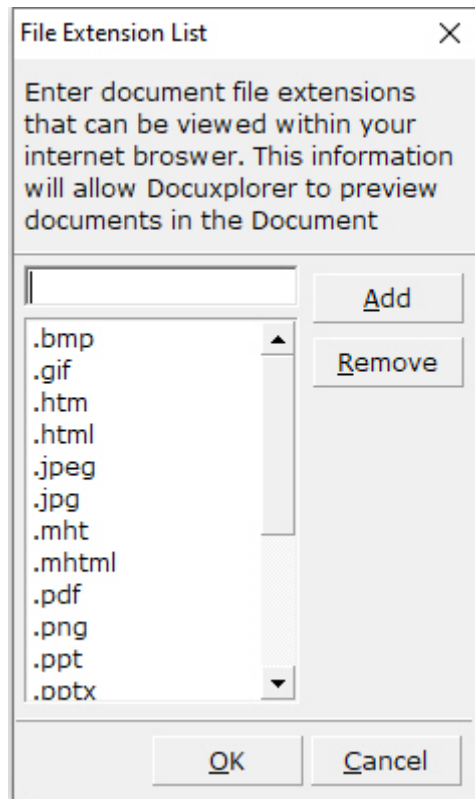 File Extension List
Enter document file extensions
that can be viewed within your
internet broswer. This information
will allow Docuxplorer to preview
documents in the Document
Add
.bmp
.gif
Remove
.htm
.html
.jpeg
.jpg
.mht
.mhtml
.pdf
.png
.ppt
.pptx
OK
Cancel